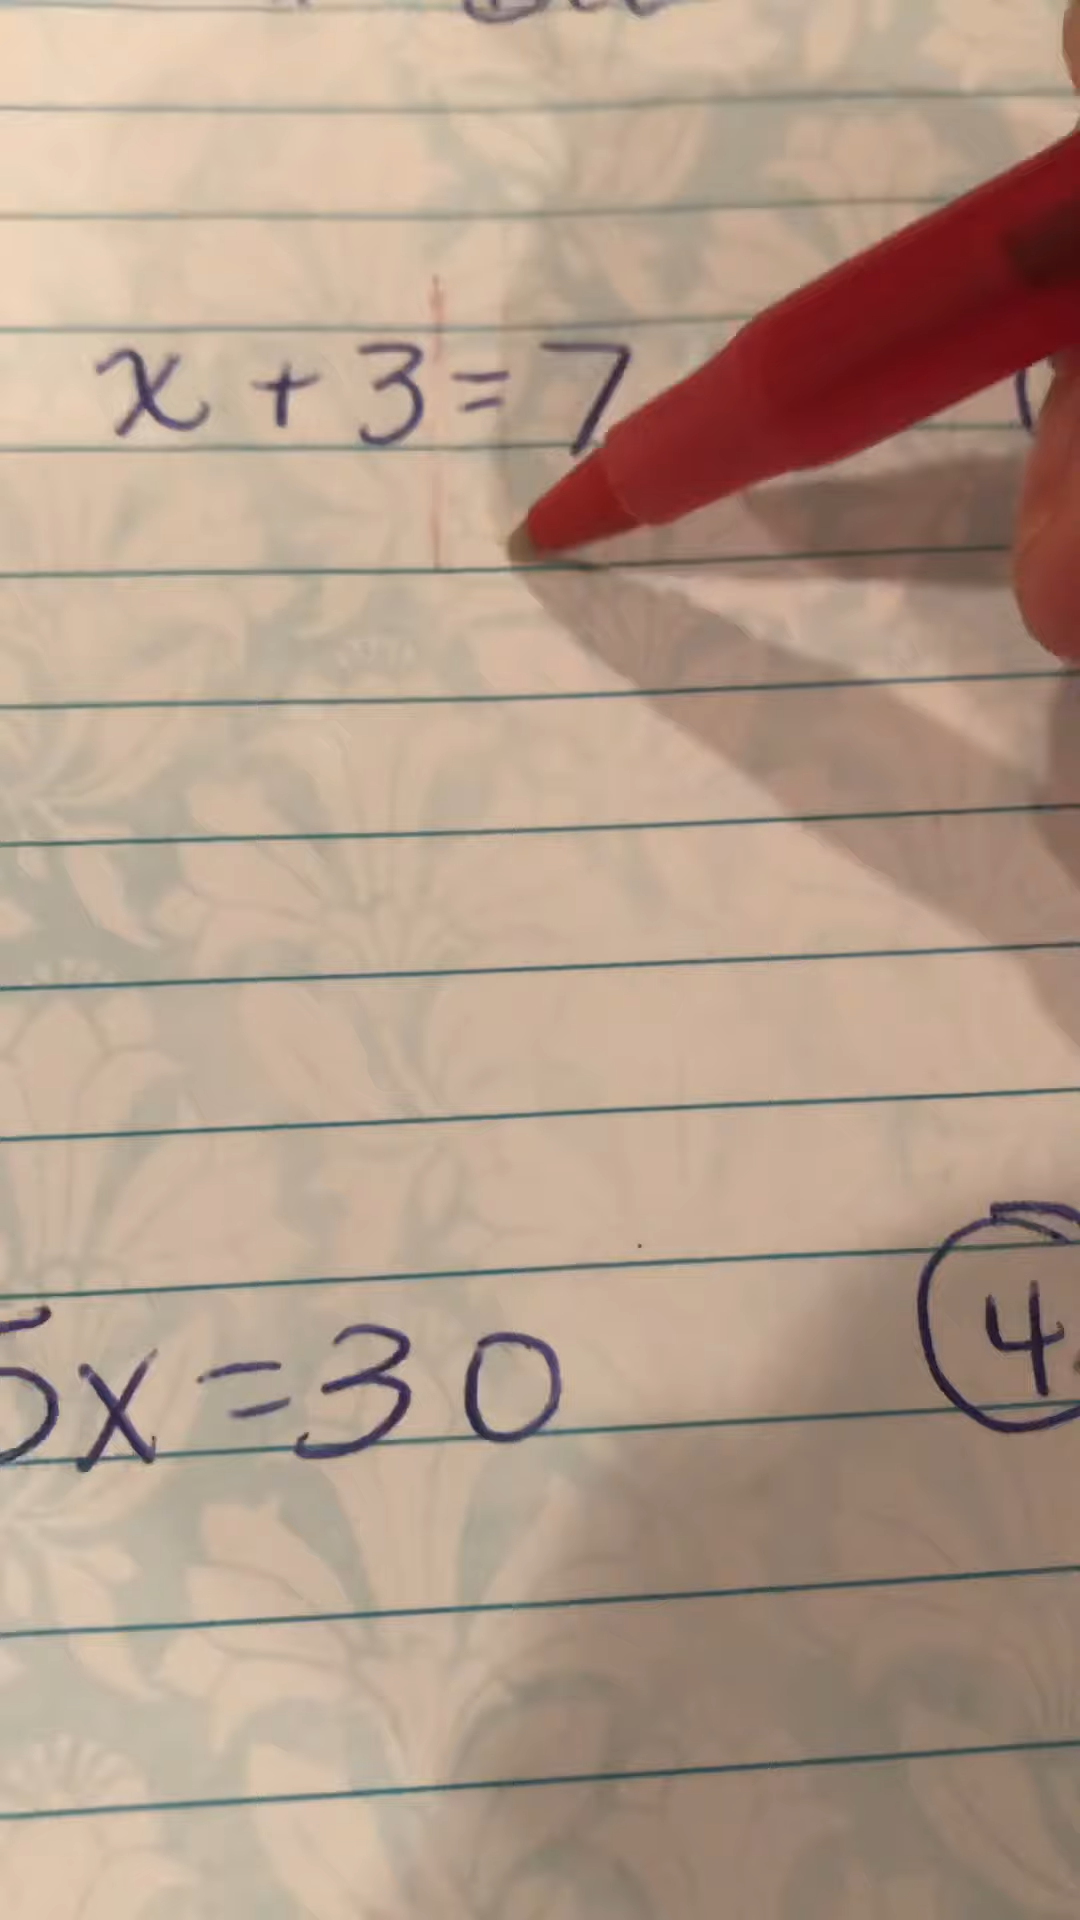 x + 3 = 7
5x = 30
4